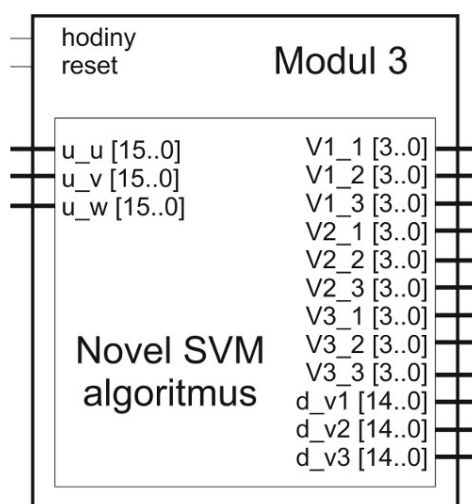 hodiny
reset
Modul 3
u_u [15..0]
u_v [15..0]
u_w [15..0]
V1_1 [3..0]
V1_2 [3..0]
V1_3 [3..0]
V2_1 [3..0]
V2_2 [3..0]
V2_3 [3..0]
V3_1 [3..0]
V3_2 [3..0]
V3_3 [3..0]
d_v1 [14..0]
d_v2 [14..0]
d_v3 [14..0]
Novel SVM
algoritmus